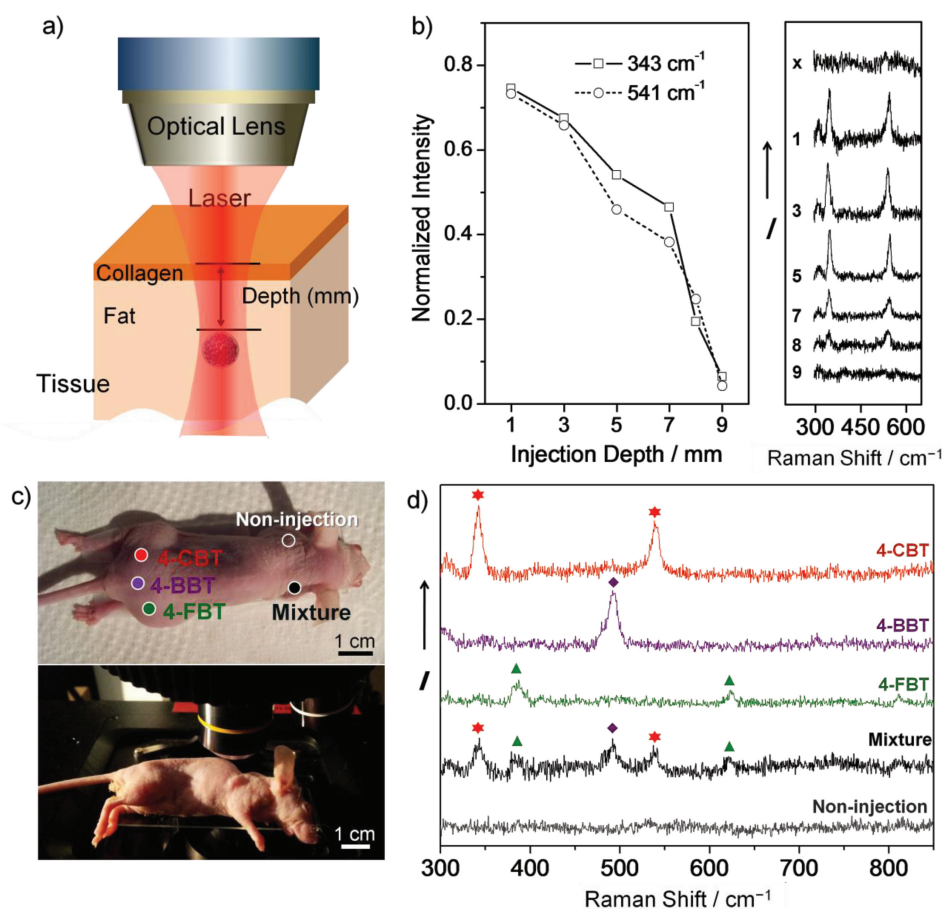 a)
Optical Lens
Laser
Collagen
Depth (mm)
Fat
Tissue
b)
343 cm⁻¹
541 cm⁻¹
0.8
0.6
0.4
0.2
0.0
Normalized Intensity
1 3 5 7 9
Injection Depth / mm
I
x
1
3
5
7
8
9
300 450 600
Raman Shift / cm⁻¹
c)
Non-injection
4-CBT
4-BBT
4-FBT
Mixture
1 cm
1 cm
d)
I
4-CBT
4-BBT
4-FBT
Mixture
Non-injection
300 400 500 600 700 800
Raman Shift / cm⁻¹